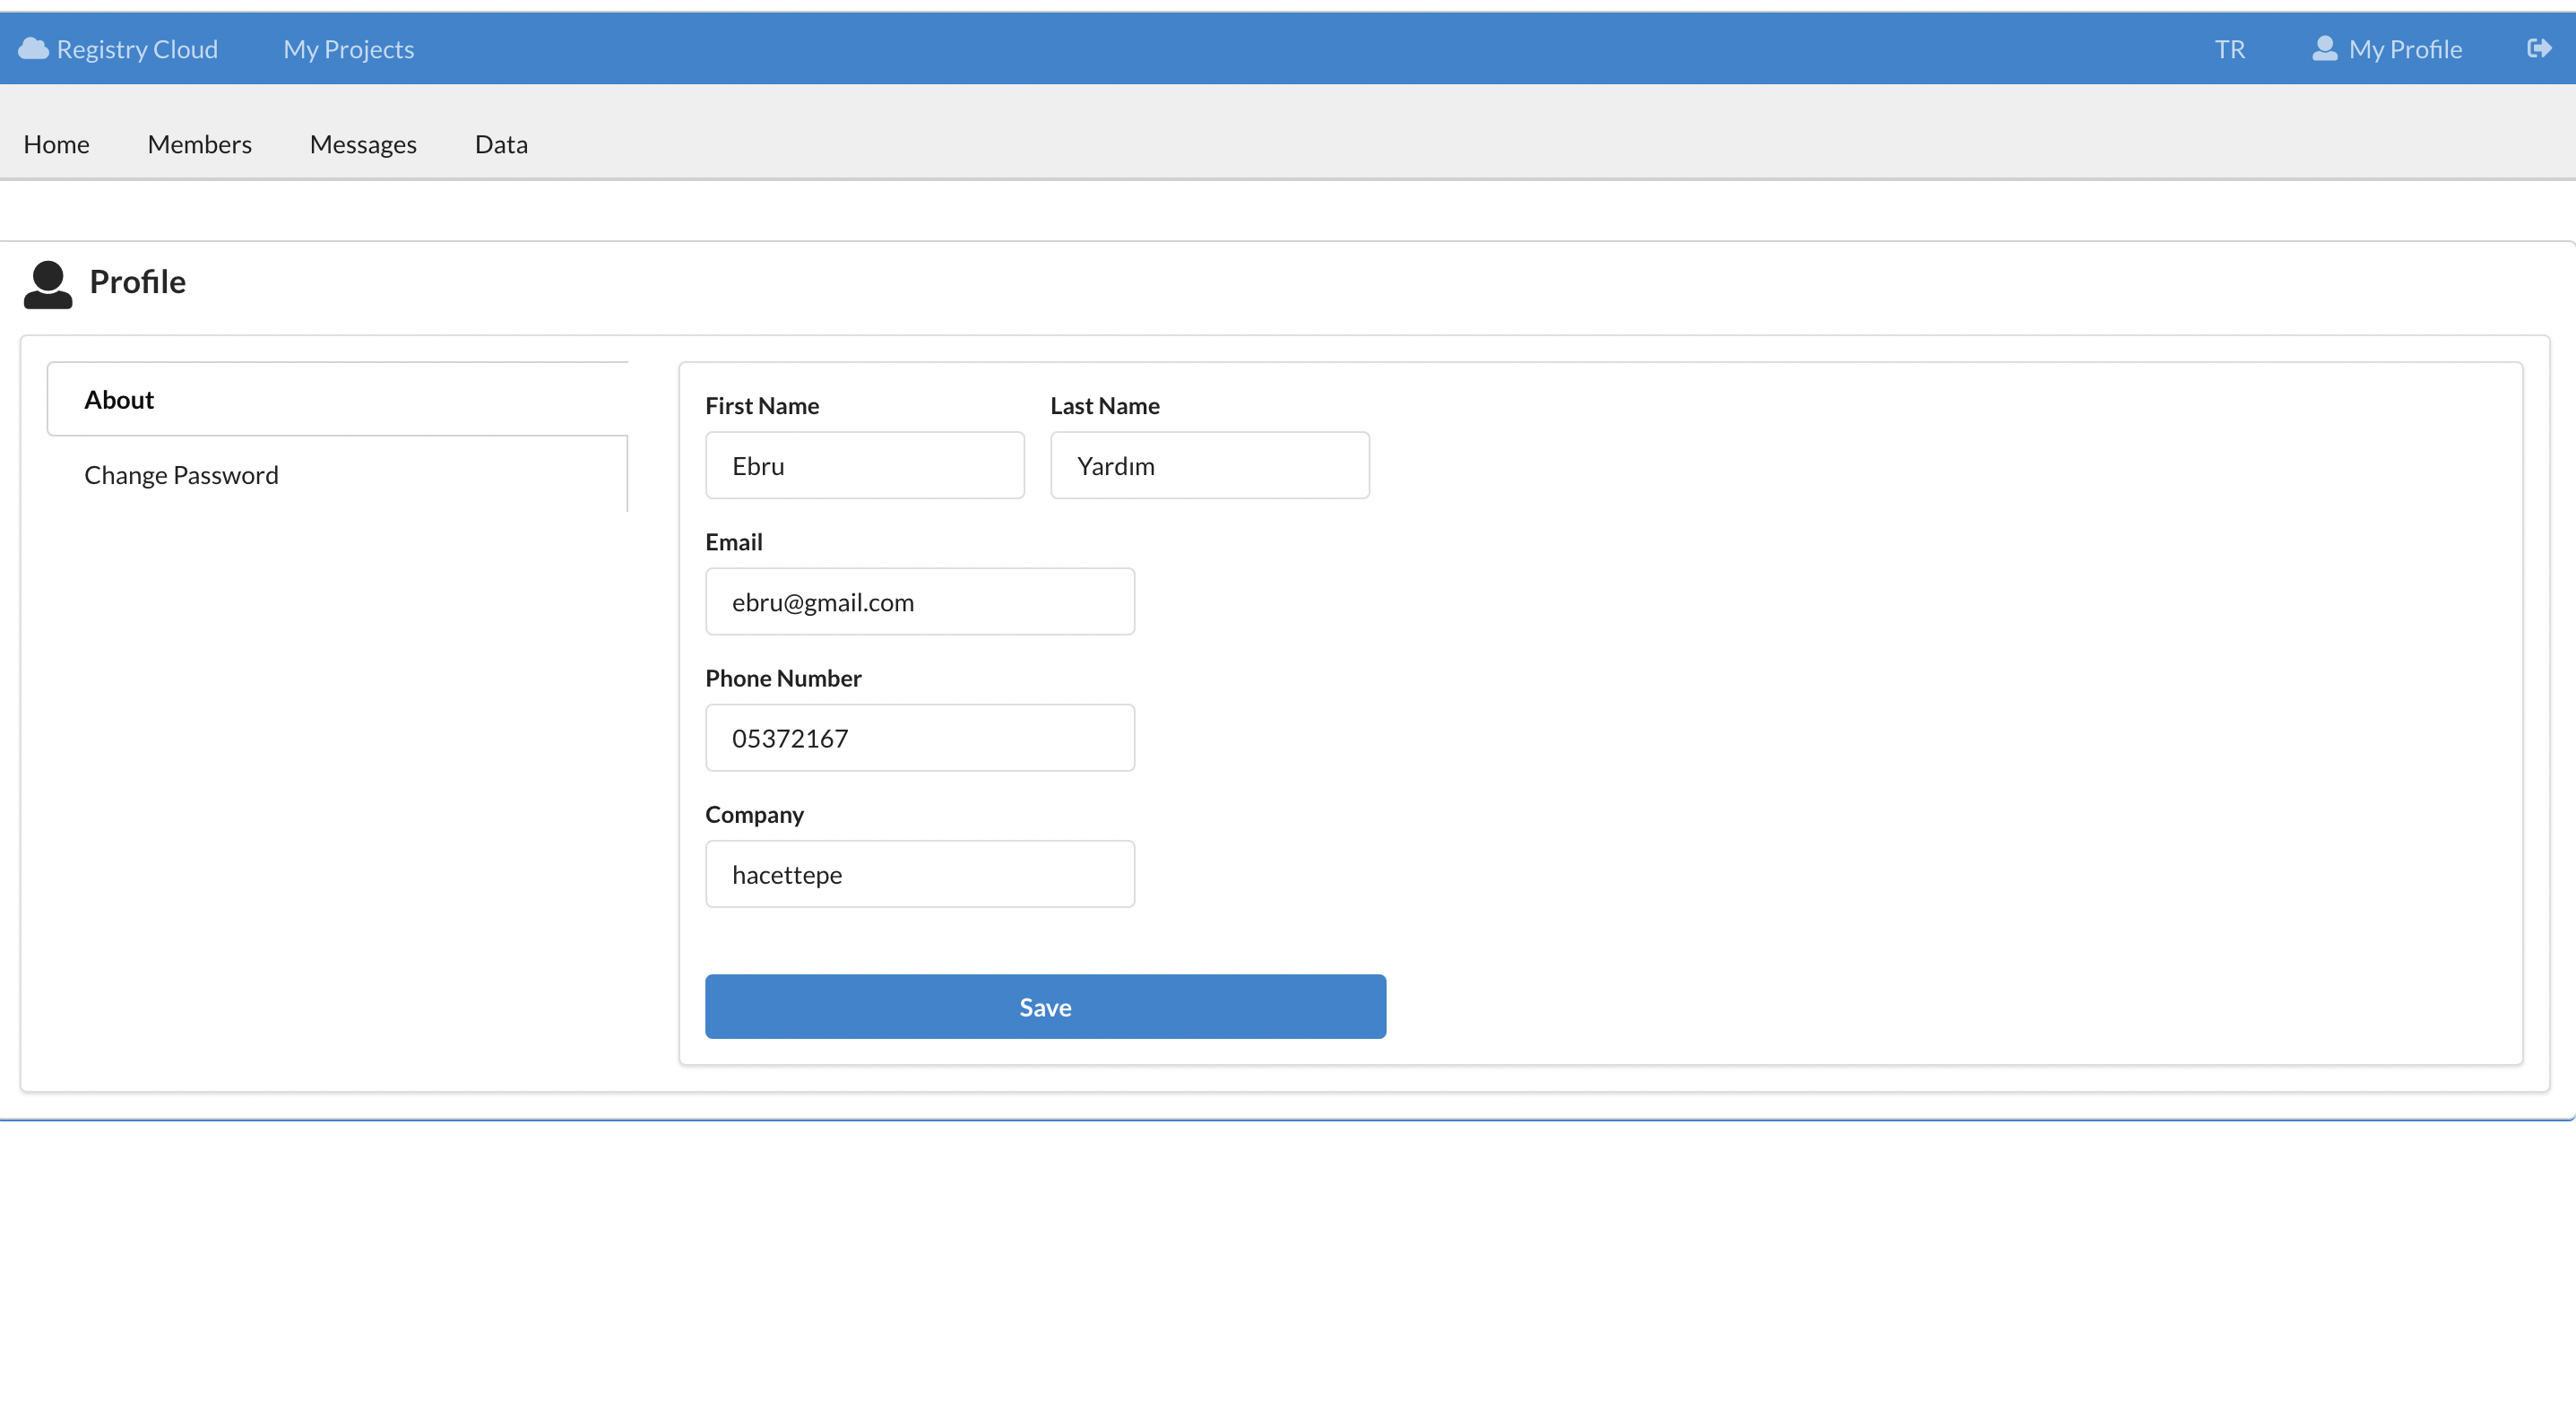 Registry Cloud My Projects TR My Profile
Home Members Messages Data
Profile
About
Change Password
First Name Last Name
Ebru Yardım
Email
ebru@gmail.com
Phone Number
05372167
Company
hacettepe
Save